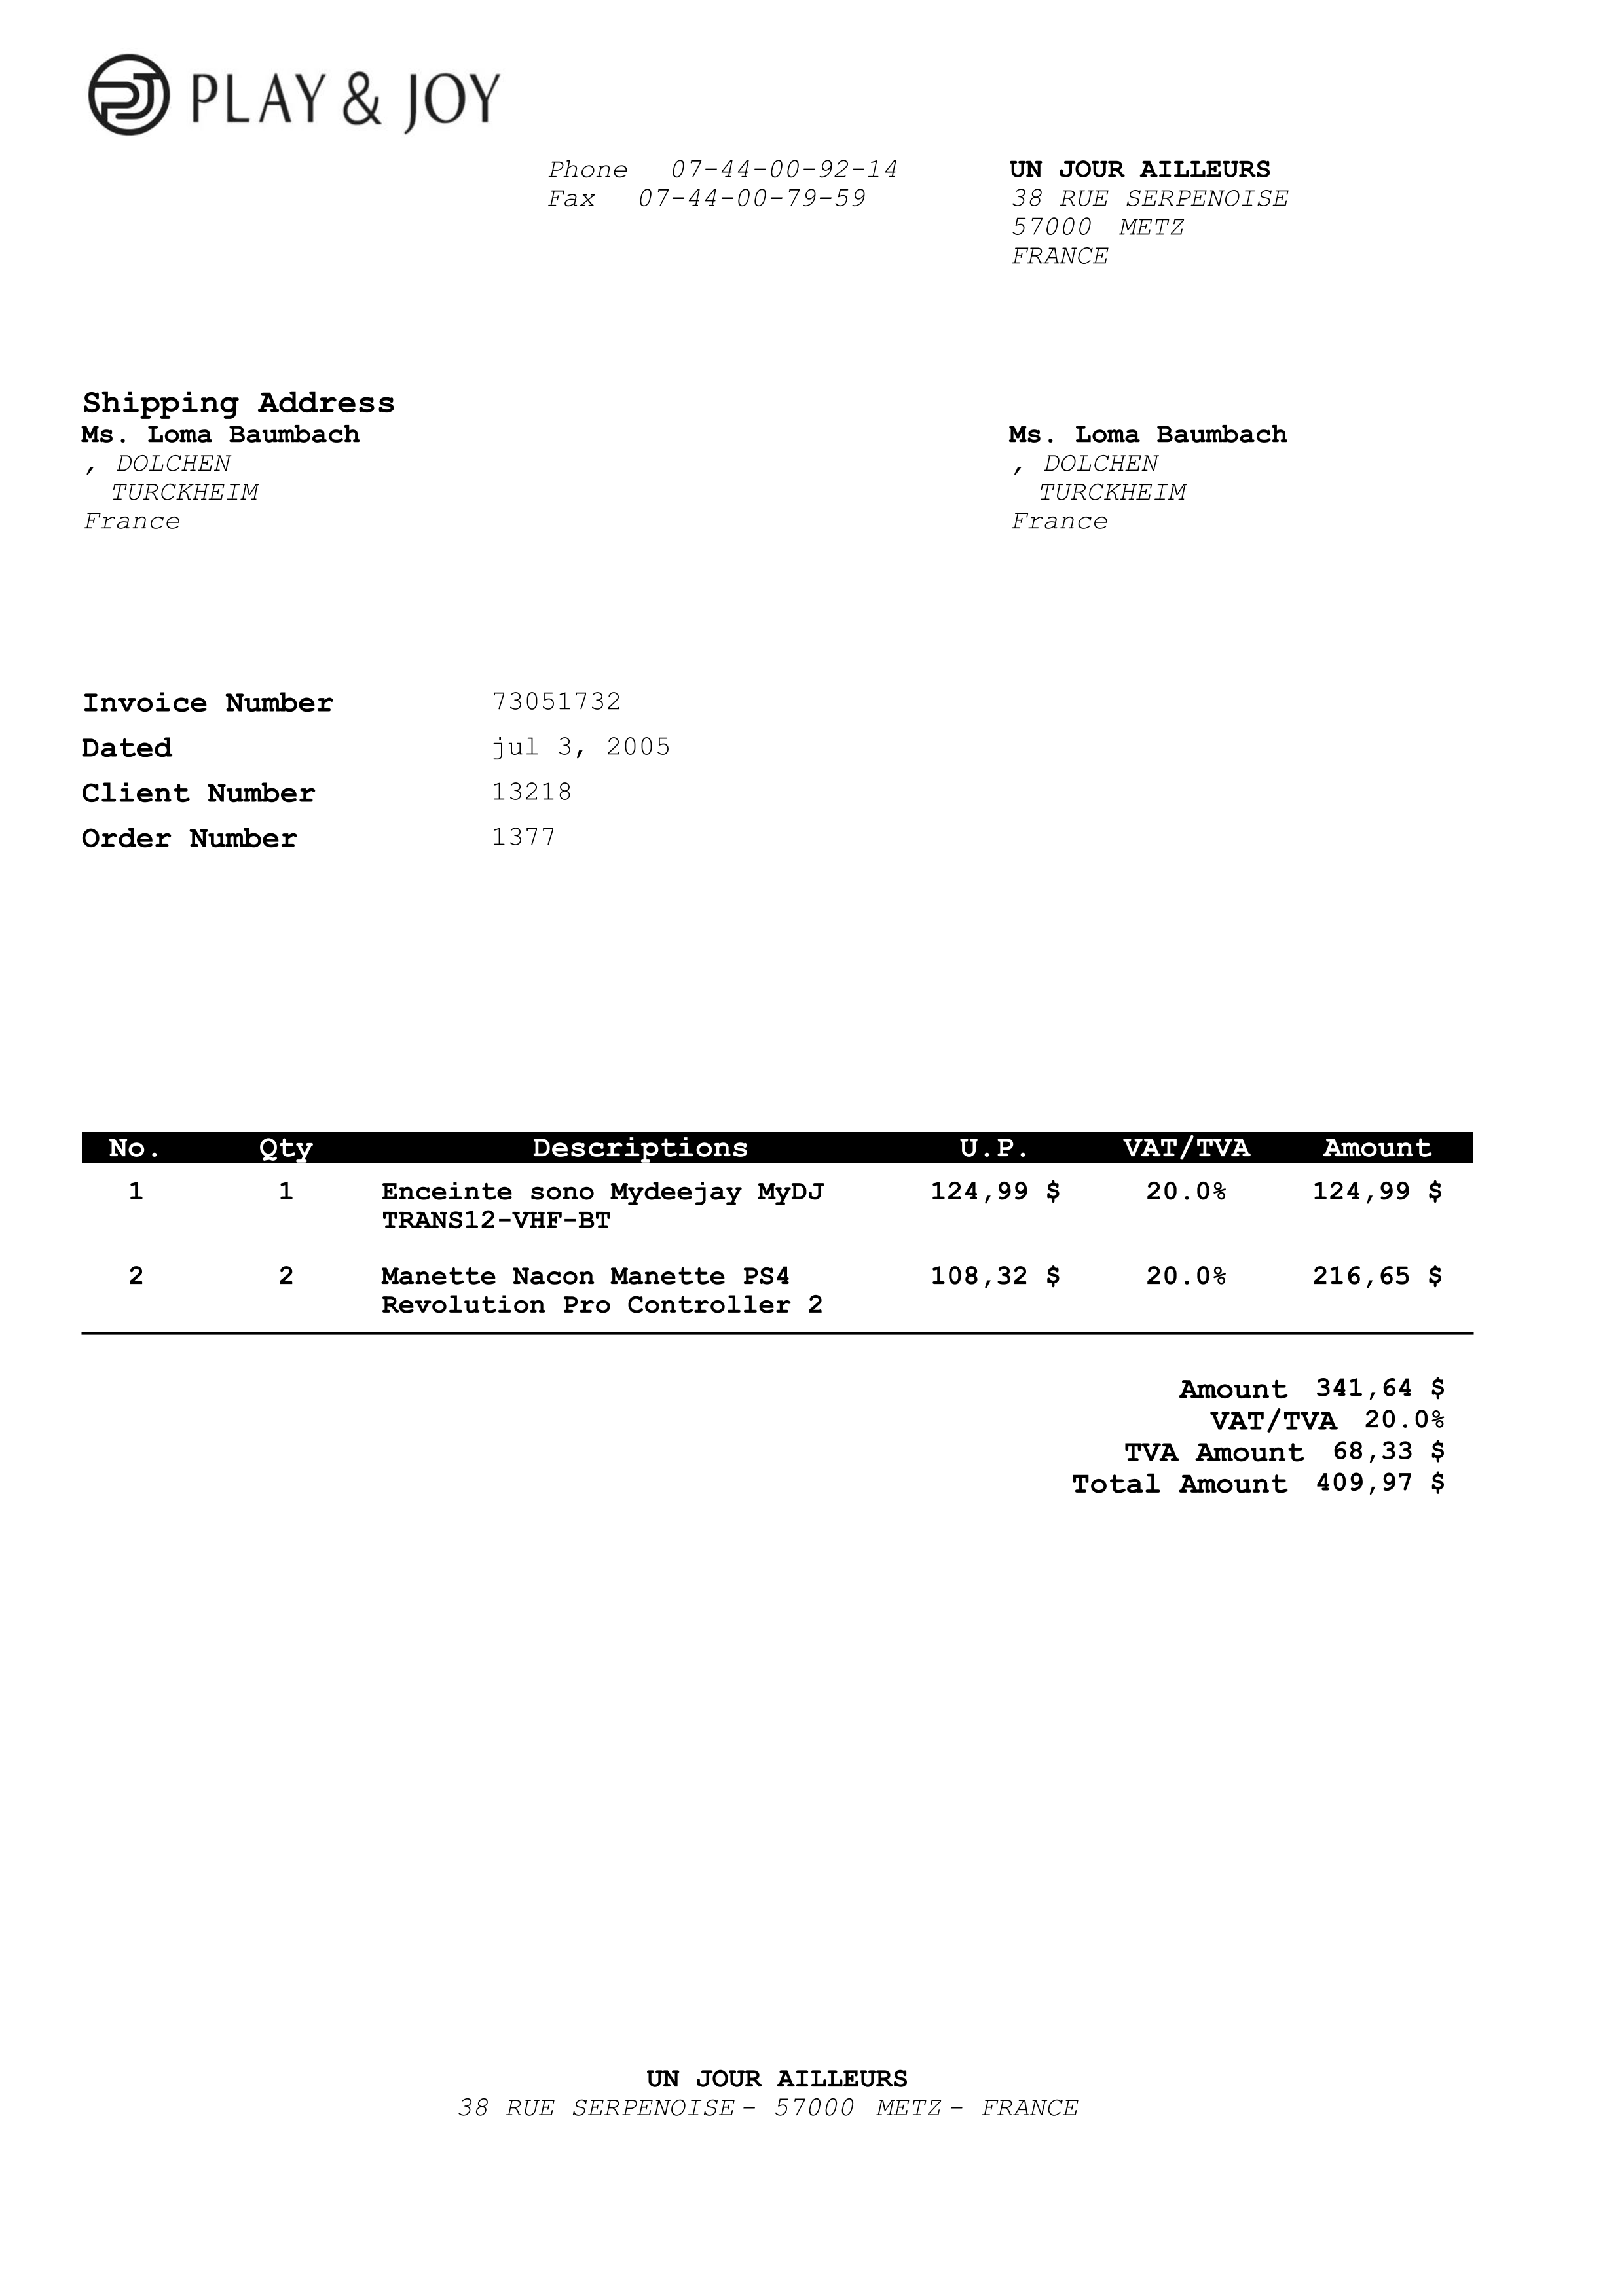 PLAY & JOY
Phone 07-44-00-92-14
Fax 07-44-00-79-59
UN JOUR AILLEURS
38 RUE SERPENOISE
57000 METZ
FRANCE
Shipping Address
Ms. Loma Baumbach
, DOLCHEN
TURCKHEIM
France
Ms. Loma Baumbach
, DOLCHEN
TURCKHEIM
France
Invoice Number 73051732
Dated jul 3, 2005
Client Number 13218
Order Number 1377
No. Qty Descriptions U.P. VAT/TVA Amount
1 1 Enceinte sono Mydeejay MyDJ 124,99 $ 20.0% 124,99 $
TRANS12-VHF-BT
2 2 Manette Nacon Manette PS4 108,32 $ 20.0% 216,65 $
Revolution Pro Controller 2
Amount 341,64 $
VAT/TVA 20.0%
TVA Amount 68,33 $
Total Amount 409,97 $
UN JOUR AILLEURS
38 RUE SERPENOISE - 57000 METZ - FRANCE